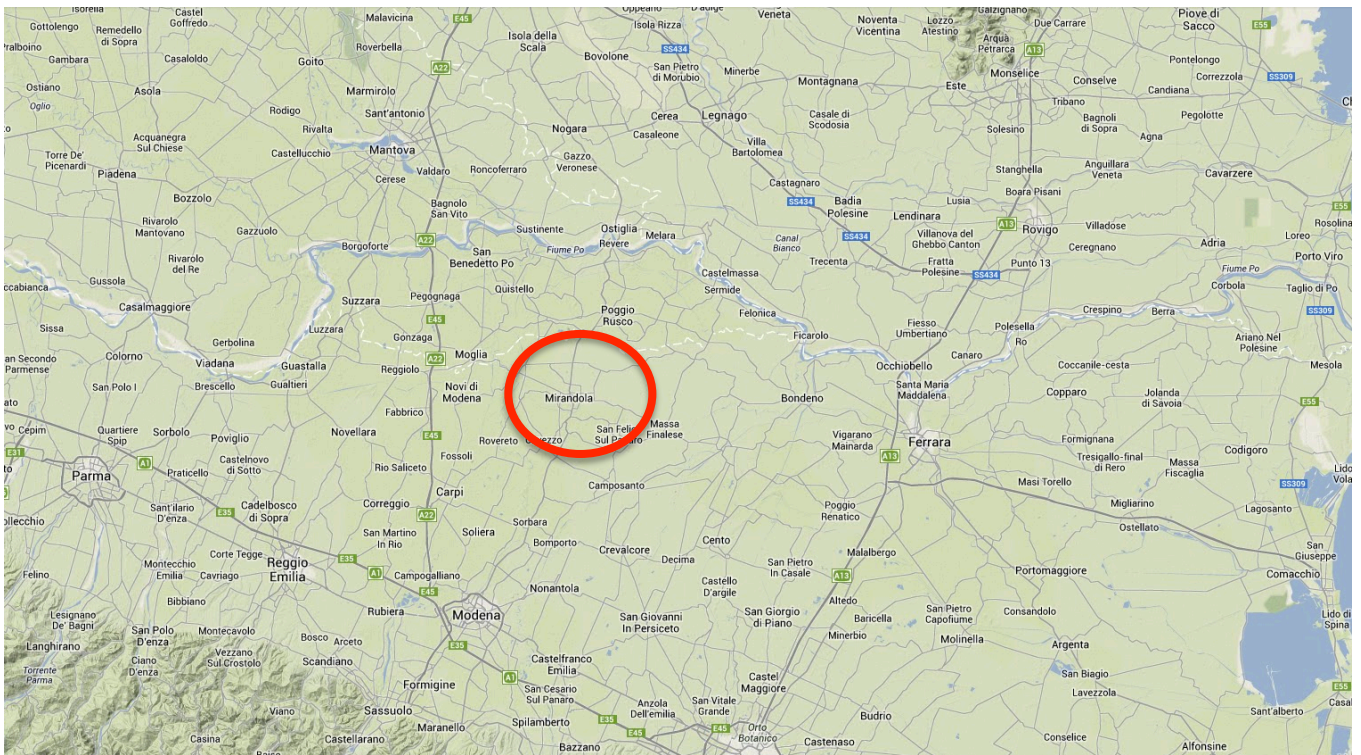 Castel
Goffredo
Malavicina
E45
Isola Rizza
Veneta
Noventa
Vicentina
Lozzo
Atestino
Galzignano
Due Carrare
Piove di
Sacco
E55
Gottolengo
Remedello
di Sopra
Isola della
Scala
Arquà
Petrarca
A13
Roverbella
Bovolone
SS434
Pontelongo
Gambara
Casaloldo
Goito
A22
San Pietro
di Morubio
Minerbe
Montagnana
Monselice
Conselve
Correzzola
SS309
Ostiano
Asola
Marmirolo
Este
Candiana
Oglio
Rodigo
Sant'antonio
Cerea
Legnago
Casale di
Scodosia
Tribano
Bagnoli
di Sopra
Pegolotte
Rivalta
Nogara
Casaleone
Solesino
Agna
Acquanegra
Sul Chiese
Castellucchio
Mantova
Villa
Bartolomea
Torre De'
Picenardi
Piadena
Cerese
Valdaro
Roncoferraro
Gazzo
Veronese
Stanghella
Anguillara
Veneta
Cavarzere
Castagnaro
Boara Pisani
Bozzolo
Bagnolo
San Vito
SS434
Badia
Polesine
Lusia
E55
Rivarolo
Mantovano
Gazzuolo
Sustinente
Ostiglia
Revere
Melara
Lendinara
A13
Rovigo
Villadose
Rosolina
Borgoforte
A22
San
Benedetto Po
Fiume Po
Canal
Bianco
SS434
Villanova del
Ghebbo Canton
Ceregnano
Adria
Loreo
Rivarolo
del Re
Trecenta
Fratta
Polesine
Punto 13
Porto Viro
Gussola
Castelmassa
SS434
Fiume Po
Casalmaggiore
Suzzara
Pegognaga
Quistello
Sermide
Corbola
Taglio di Po
Sissa
Luzzara
E45
Poggio
Rusco
Felonica
Fiesso
Umbertiano
Polesella
Ro
Crespino
Berra
Gonzaga
Ficarolo
Ariano Nel
Polesine
Gerbolina
Colorno
Viadana
Guastalla
A22
Moglia
Canaro
Mesola
Brescello
Gualtieri
Reggiolo
Occhiobello
Coccanile-cesta
San Polo I
Novi di
Modena
Mirandola
Bondeno
Santa Maria
Maddalena
Copparo
Jolanda
di Savoia
E55
Fabbrico
Quartiere
Spip
Sorbolo
Poviglio
Novellara
E45
Rovereto
San Felice
Sul Panaro
Massa
Finalese
Vigarano
Mainarda
Ferrara
Formignana
Codigoro
E31
A1
Castelnovo
di Sotto
Fossoli
A13
Tresigallo-final
di Rero
Massa
Fiscaglia
Parma
Praticello
Rio Saliceto
Camposanto
Masi Torello
SS309
Sant'ilario
D'enza
E35
Cadelbosco
di Sopra
Correggio
Carpi
A22
Poggio
Renatico
Migliarino
Lagosanto
Sorbara
Ostellato
San Martino
In Rio
Soliera
Bomporto
Crevalcore
Cento
Decima
Malalbergo
San
Giuseppe
Corte Tegge
E35
Montecchio
Emilia
Cavriago
Reggio
Emilia
A1
Campogalliano
San Pietro
In Casale
A13
Portomaggiore
Comacchio
Felino
E45
Nonantola
Castello
D'argile
Bibbiano
Altedo
Lesignano
De' Bagni
Rubiera
Modena
San Giovanni
In Persiceto
San Giorgio
di Piano
Baricella
San Pietro
Capofiume
Consandolo
Lido di
Spina
San Polo
D'enza
Montecavolo
Bosco
Arceto
Minerbio
Molinella
Langhirano
Vezzano
Sul Crostolo
Scandiano
E35
Argenta
Ciano
D'enza
Castelfranco
Emilia
Torrente
Parma
A1
San Biagio
Formigine
San Cesario
Sul Panaro
Castel
Maggiore
Lavezzola
E55
Viano
Sassuolo
Anzola
Dell'emilia
San Vitale
Grande
Sant'alberto
Maranello
Spilamberto
E35
E45
Orto
Botanico
Budrio
Casina
Castellarano
Bazzano
Castenaso
Conselice
Alfonsine